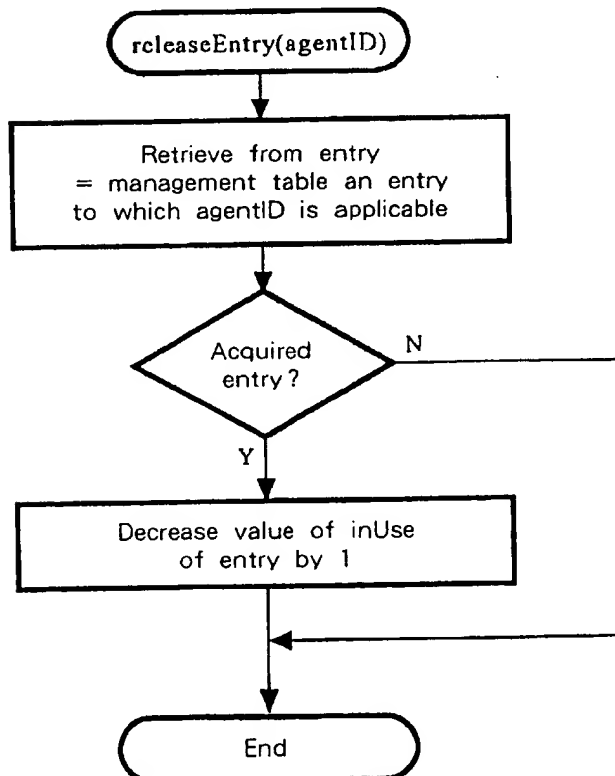 releaseEntry(agentID)
Retrieve from entry
= management table an entry
to which agentID is applicable
Acquired
entry?
N
Y
Decrease value of inUse
of entry by 1
End